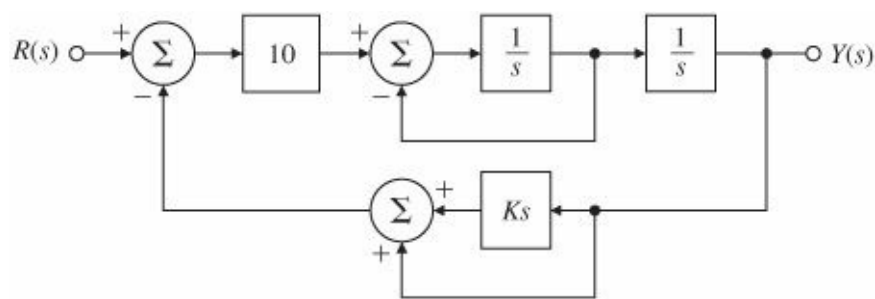 R(s) + Σ − 10 + Σ − 1/s 1/s Y(s)
Σ + + Ks